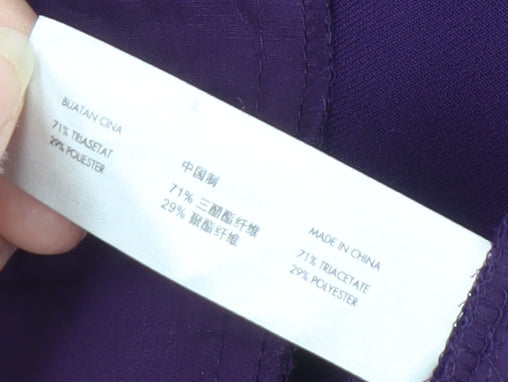 BUATAN CINA
71% TRIASETAT
29% POLIESTER
中国制
71% 三醋酯纤维
29% 聚酯纤维
MADE IN CHINA
71% TRIACETATE
29% POLYESTER